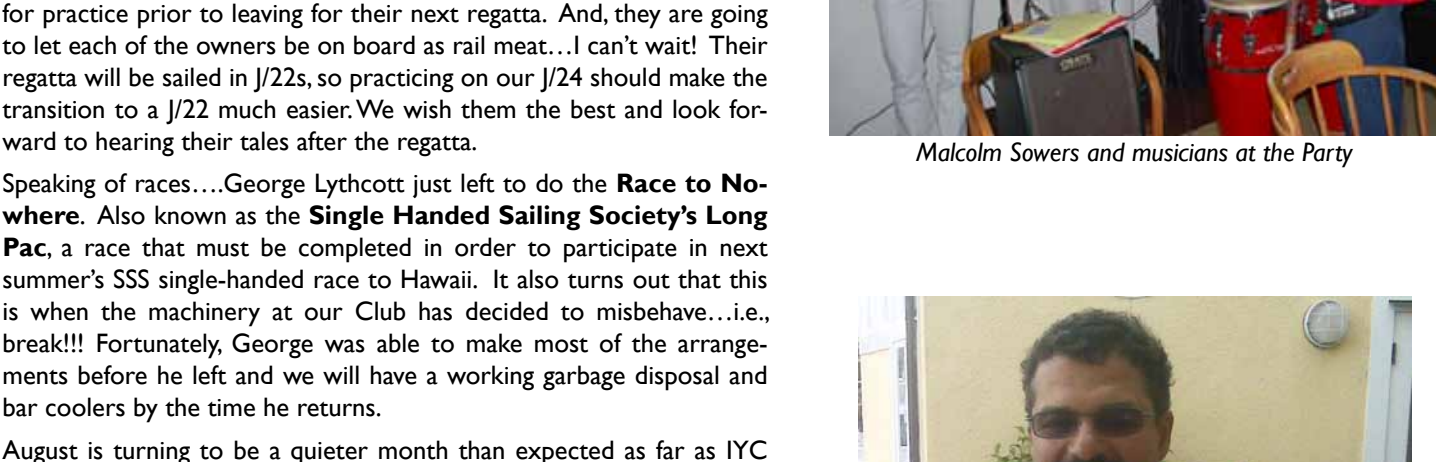 for practice prior to leaving for their next regatta. And, they are going
to let each of the owners be on board as rail meat…I can’t wait! Their
regatta will be sailed in J/22s, so practicing on our J/24 should make the
transition to a J/22 much easier. We wish them the best and look for-
ward to hearing their tales after the regatta.
Speaking of races….George Lythcott just left to do the Race to No-
where. Also known as the Single Handed Sailing Society’s Long
Pac, a race that must be completed in order to participate in next
summer’s SSS single-handed race to Hawaii. It also turns out that this
is when the machinery at our Club has decided to misbehave…i.e.,
break!!! Fortunately, George was able to make most of the arrange-
ments before he left and we will have a working garbage disposal and
bar coolers by the time he returns.
August is turning to be a quieter month than expected as far as IYC
CRATE
Malcolm Sowers and musicians at the Party